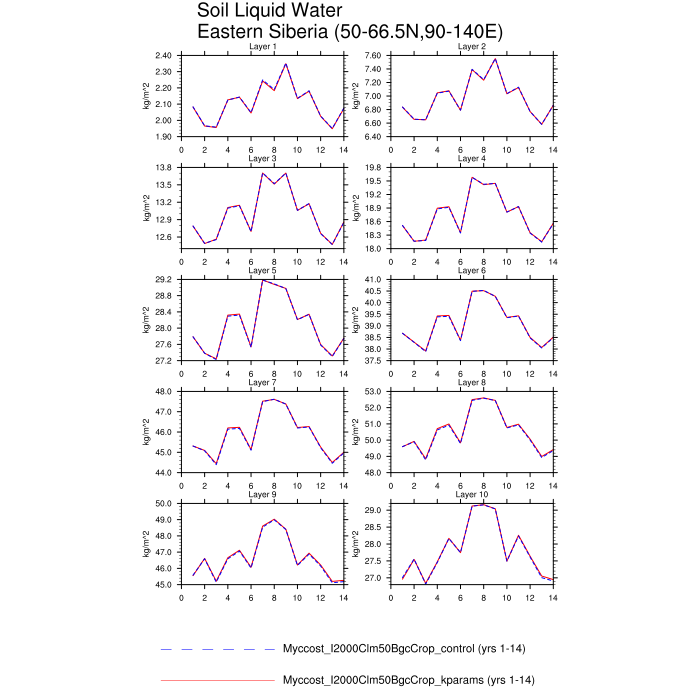 Soil Liquid Water
Eastern Siberia (50-66.5N,90-140E)
Layer 1
2.40
2.30
2.20
2.10
2.00
1.90
kg/m^2
0 2 4 6 8 10 12 14
Layer 2
7.60
7.40
7.20
7.00
6.80
6.60
6.40
kg/m^2
0 2 4 6 8 10 12 14
Layer 3
13.8
13.5
13.2
12.9
12.6
kg/m^2
0 2 4 6 8 10 12 14
Layer 4
19.8
19.5
19.2
18.9
18.6
18.3
18.0
kg/m^2
0 2 4 6 8 10 12 14
Layer 5
29.2
28.8
28.4
28.0
27.6
27.2
kg/m^2
0 2 4 6 8 10 12 14
Layer 6
41.0
40.5
40.0
39.5
39.0
38.5
38.0
37.5
kg/m^2
0 2 4 6 8 10 12 14
Layer 7
48.0
47.0
46.0
45.0
44.0
kg/m^2
0 2 4 6 8 10 12 14
Layer 8
53.0
52.0
51.0
50.0
49.0
48.0
kg/m^2
0 2 4 6 8 10 12 14
Layer 9
50.0
49.0
48.0
47.0
46.0
45.0
kg/m^2
0 2 4 6 8 10 12 14
Layer 10
29.0
28.5
28.0
27.5
27.0
kg/m^2
0 2 4 6 8 10 12 14
Myccost_I2000Clm50BgcCrop_control (yrs 1-14)
Myccost_I2000Clm50BgcCrop_kparams (yrs 1-14)